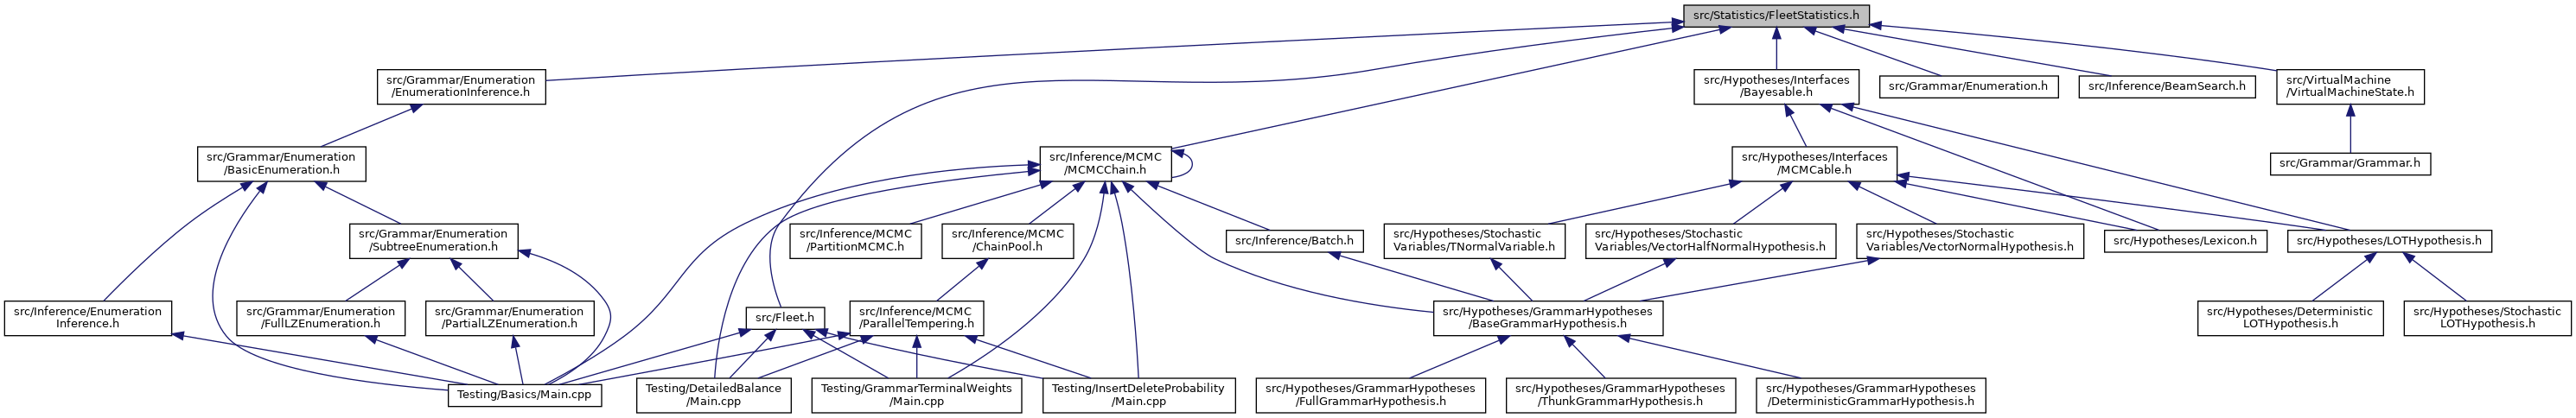 src/Statistics/FleetStatistics.h
src/Grammar/Enumeration
/EnumerationInference.h
src/Hypotheses/Interfaces
/Bayesable.h
src/Grammar/Enumeration.h
src/Inference/BeamSearch.h
src/VirtualMachine
/VirtualMachineState.h
src/Grammar/Enumeration
/BasicEnumeration.h
src/Inference/MCMC
/MCMCChain.h
src/Hypotheses/Interfaces
/MCMCable.h
src/Grammar/Grammar.h
src/Grammar/Enumeration
/SubtreeEnumeration.h
src/Inference/MCMC
/PartitionMCMC.h
src/Inference/MCMC
/ChainPool.h
src/Inference/Batch.h
src/Hypotheses/Stochastic
Variables/TNormalVariable.h
src/Hypotheses/Stochastic
Variables/VectorHalfNormalHypothesis.h
src/Hypotheses/Stochastic
Variables/VectorNormalHypothesis.h
src/Hypotheses/Lexicon.h
src/Hypotheses/LOTHypothesis.h
src/Inference/Enumeration
Inference.h
src/Grammar/Enumeration
/FullLZEnumeration.h
src/Grammar/Enumeration
/PartialLZEnumeration.h
src/Fleet.h
src/Inference/MCMC
/ParallelTempering.h
src/Hypotheses/GrammarHypotheses
/BaseGrammarHypothesis.h
src/Hypotheses/Deterministic
LOTHypothesis.h
src/Hypotheses/Stochastic
LOTHypothesis.h
Testing/Basics/Main.cpp
Testing/DetailedBalance
/Main.cpp
Testing/GrammarTerminalWeights
/Main.cpp
Testing/InsertDeleteProbability
/Main.cpp
src/Hypotheses/GrammarHypotheses
/FullGrammarHypothesis.h
src/Hypotheses/GrammarHypotheses
/ThunkGrammarHypothesis.h
src/Hypotheses/GrammarHypotheses
/DeterministicGrammarHypothesis.h